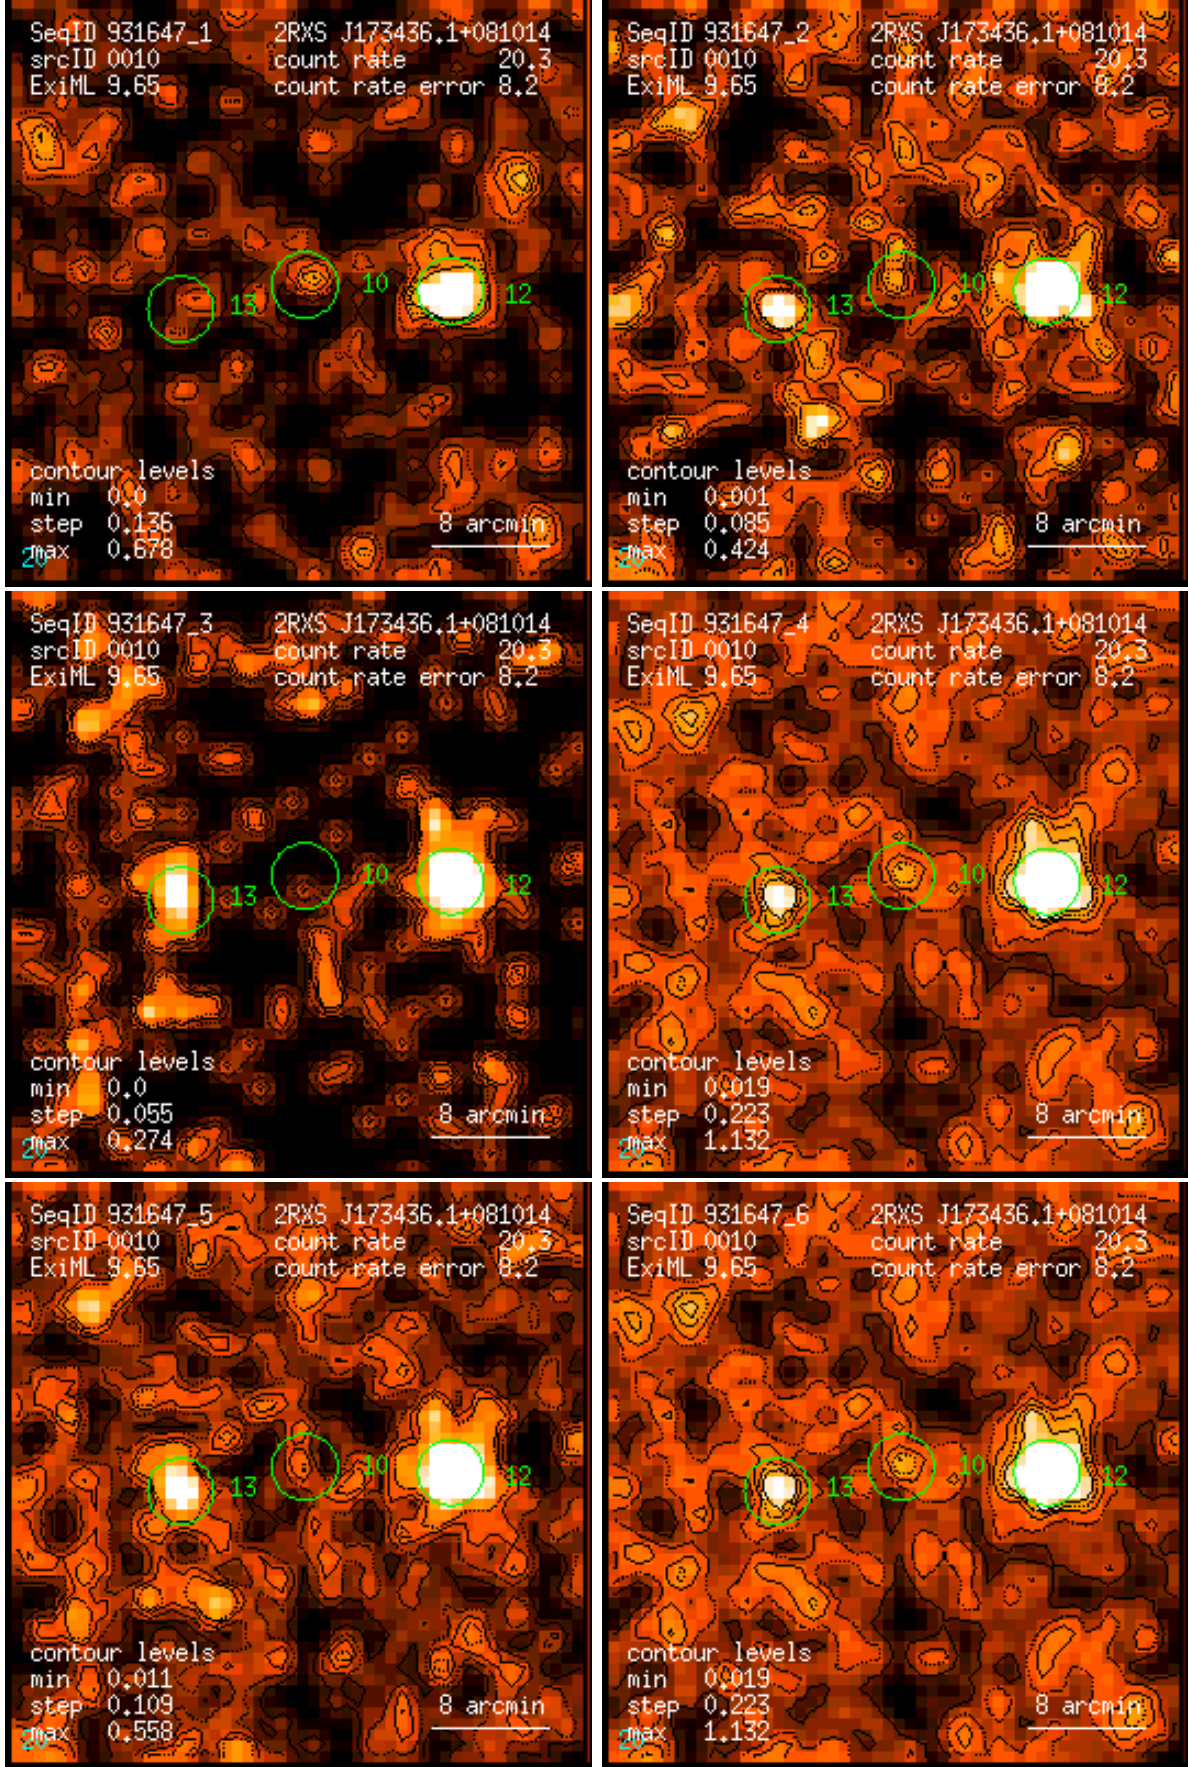 SeqID 931647_1 2RXS J173436.1+081014
srcID 0010 count rate 20.3
ExiML 9.65 count rate error 8.2
10
13
12
contour levels
min 0.0
step 0.136
max 0.678
8 arcmin
20
SeqID 931647_2 2RXS J173436.1+081014
srcID 0010 count rate 20.3
ExiML 9.65 count rate error 8.2
10
13
12
contour levels
min 0.001
step 0.085
max 0.424
8 arcmin
20
SeqID 931647_3 2RXS J173436.1+081014
srcID 0010 count rate 20.3
ExiML 9.65 count rate error 8.2
10
13
12
contour levels
min 0.0
step 0.055
max 0.274
8 arcmin
20
SeqID 931647_4 2RXS J173436.1+081014
srcID 0010 count rate 20.3
ExiML 9.65 count rate error 8.2
10
13
12
contour levels
min 0.019
step 0.223
max 1.132
8 arcmin
20
SeqID 931647_5 2RXS J173436.1+081014
srcID 0010 count rate 20.3
ExiML 9.65 count rate error 8.2
10
13
12
contour levels
min 0.011
step 0.109
max 0.558
8 arcmin
20
SeqID 931647_6 2RXS J173436.1+081014
srcID 0010 count rate 20.3
ExiML 9.65 count rate error 8.2
10
13
12
contour levels
min 0.019
step 0.223
max 1.132
8 arcmin
20